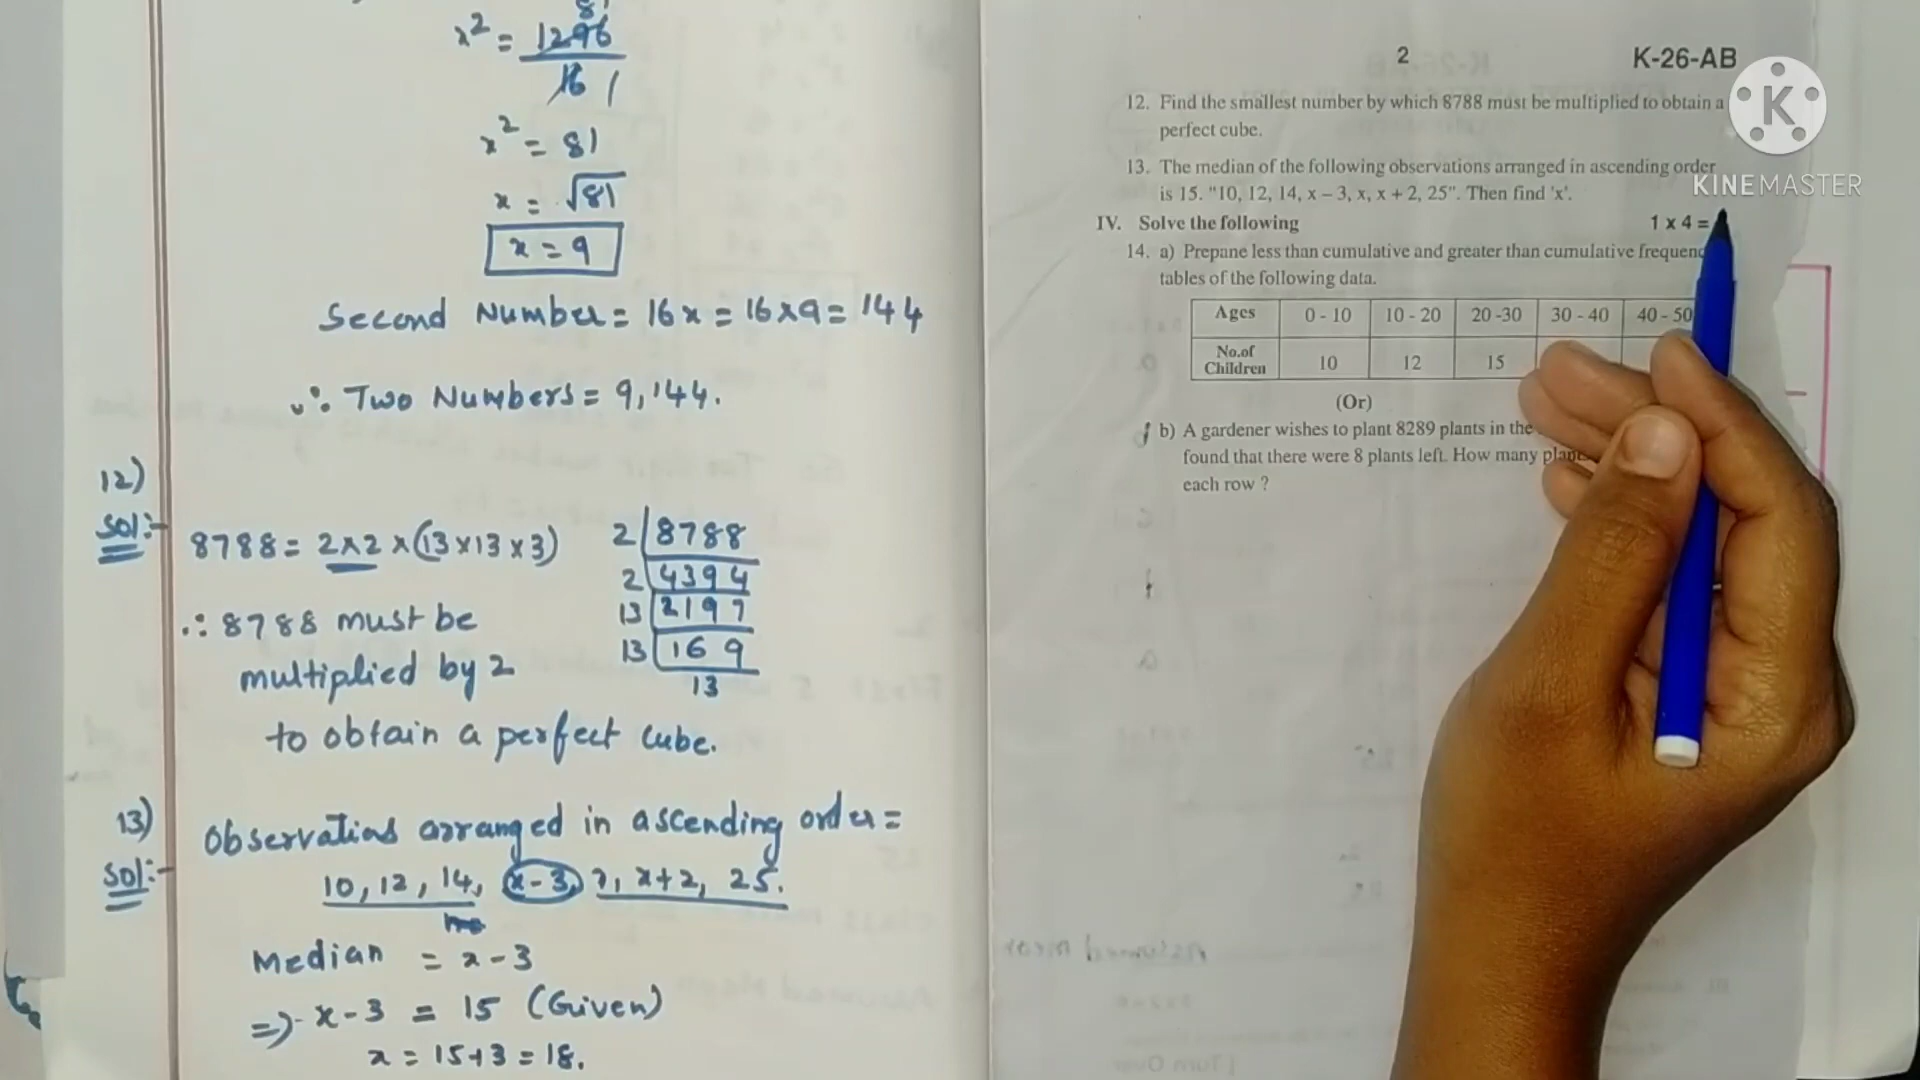 x² = 1296 81
16 1
x² = 81
x = √81
x = 9
Second Number = 16x = 16×9 = 144
∴ Two Numbers = 9, 144.
12)
Sol:-
8788 = 2×2×(13×13×3)
2 8788
2 4394
13 2197
13 169
13
∴ 8788 must be
multiplied by 2
to obtain a perfect cube.
13)
Sol:-
Observations arranged in ascending order =
10, 12, 14, x-3, x+2, 25.
Median = x-3
=> x-3 = 15 (Given)
x = 15+3 = 18.
2 K-26-AB
K
KINEMASTER
12. Find the smallest number by which 8788 must be multiplied to obtain a
perfect cube.
13. The median of the following observations arranged in ascending order
is 15. "10, 12, 14, x – 3, x, x + 2, 25". Then find 'x'.
IV. Solve the following 1 x 4 =
14. a) Prepane less than cumulative and greater than cumulative
tables of the following data.
Ages 0 - 10 10 - 20 20 -30 30 - 40 40 - 50
No.of
Children 10 12 15
(Or)
b) A gardener wishes to plant 8289 plants in the
found that there were 8 plants left. How many
each row ?